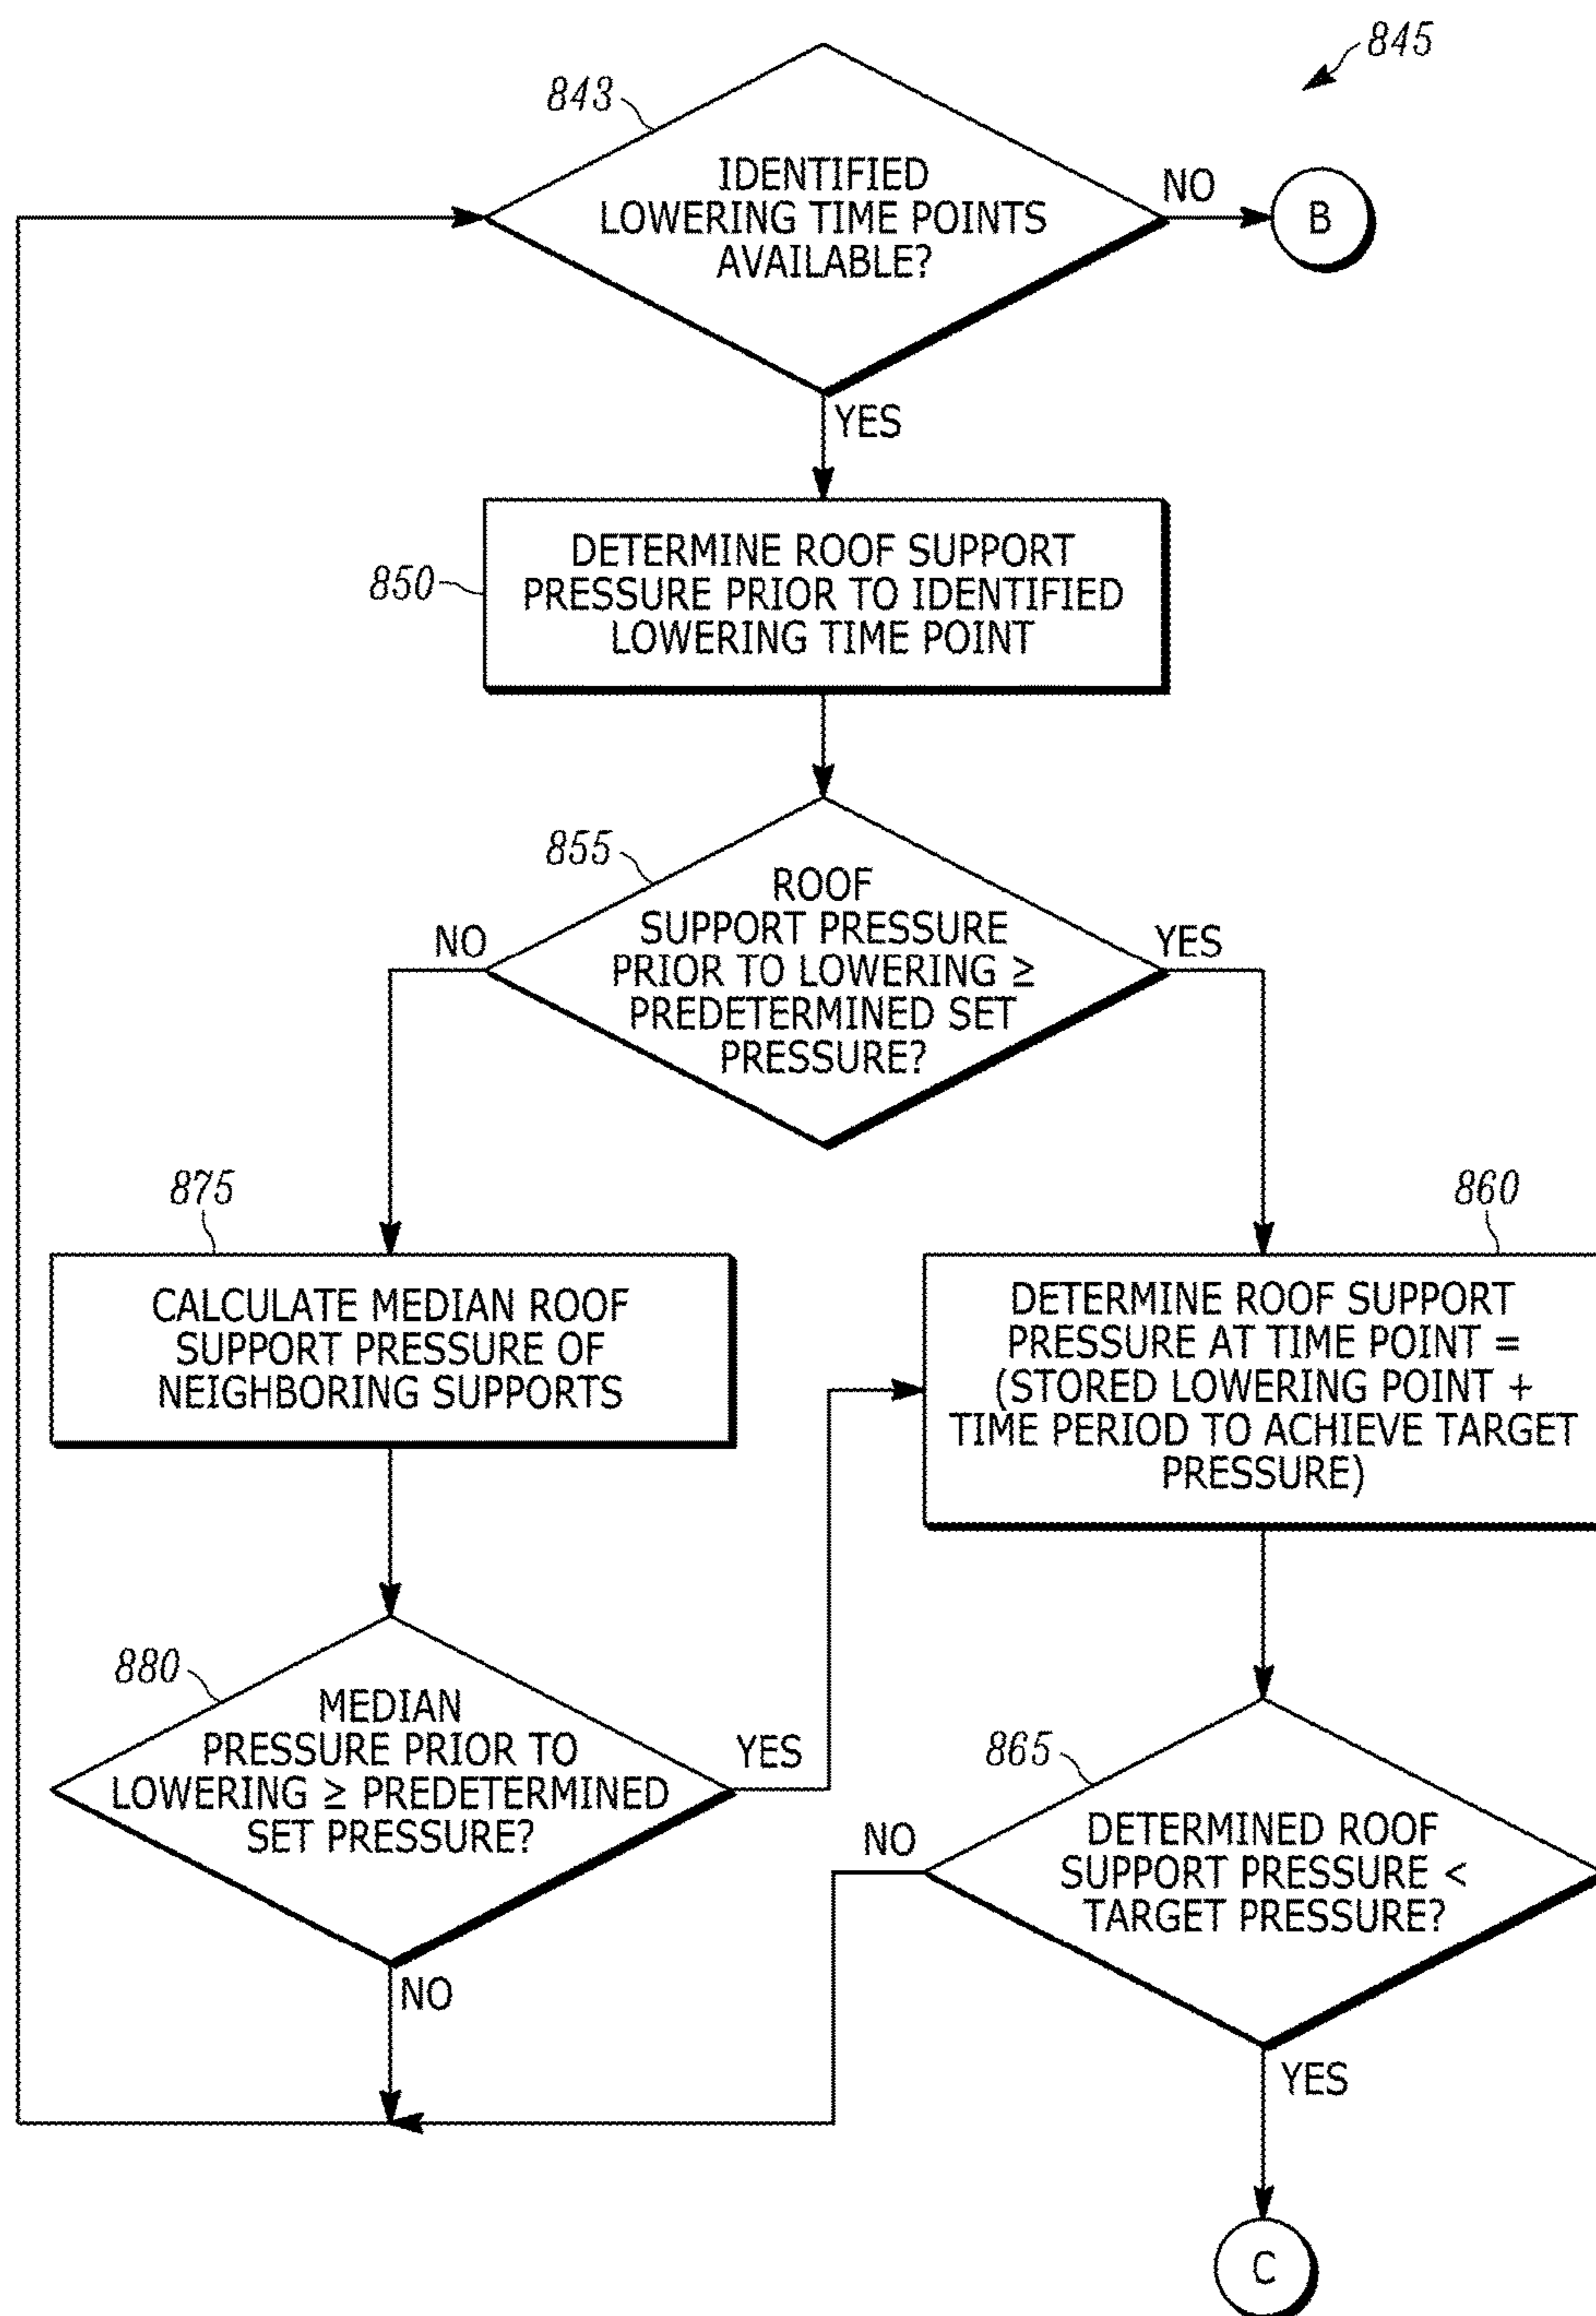 845
843
IDENTIFIED
LOWERING TIME POINTS
AVAILABLE?
NO
B
YES
850
DETERMINE ROOF SUPPORT
PRESSURE PRIOR TO IDENTIFIED
LOWERING TIME POINT
855
ROOF
SUPPORT PRESSURE
PRIOR TO LOWERING ≥
PREDETERMINED SET
PRESSURE?
NO
YES
875
CALCULATE MEDIAN ROOF
SUPPORT PRESSURE OF
NEIGHBORING SUPPORTS
860
DETERMINE ROOF SUPPORT
PRESSURE AT TIME POINT =
(STORED LOWERING POINT +
TIME PERIOD TO ACHIEVE TARGET
PRESSURE)
880
MEDIAN
PRESSURE PRIOR TO
LOWERING ≥ PREDETERMINED
SET PRESSURE?
YES
NO
865
DETERMINED ROOF
SUPPORT PRESSURE <
TARGET PRESSURE?
NO
YES
C